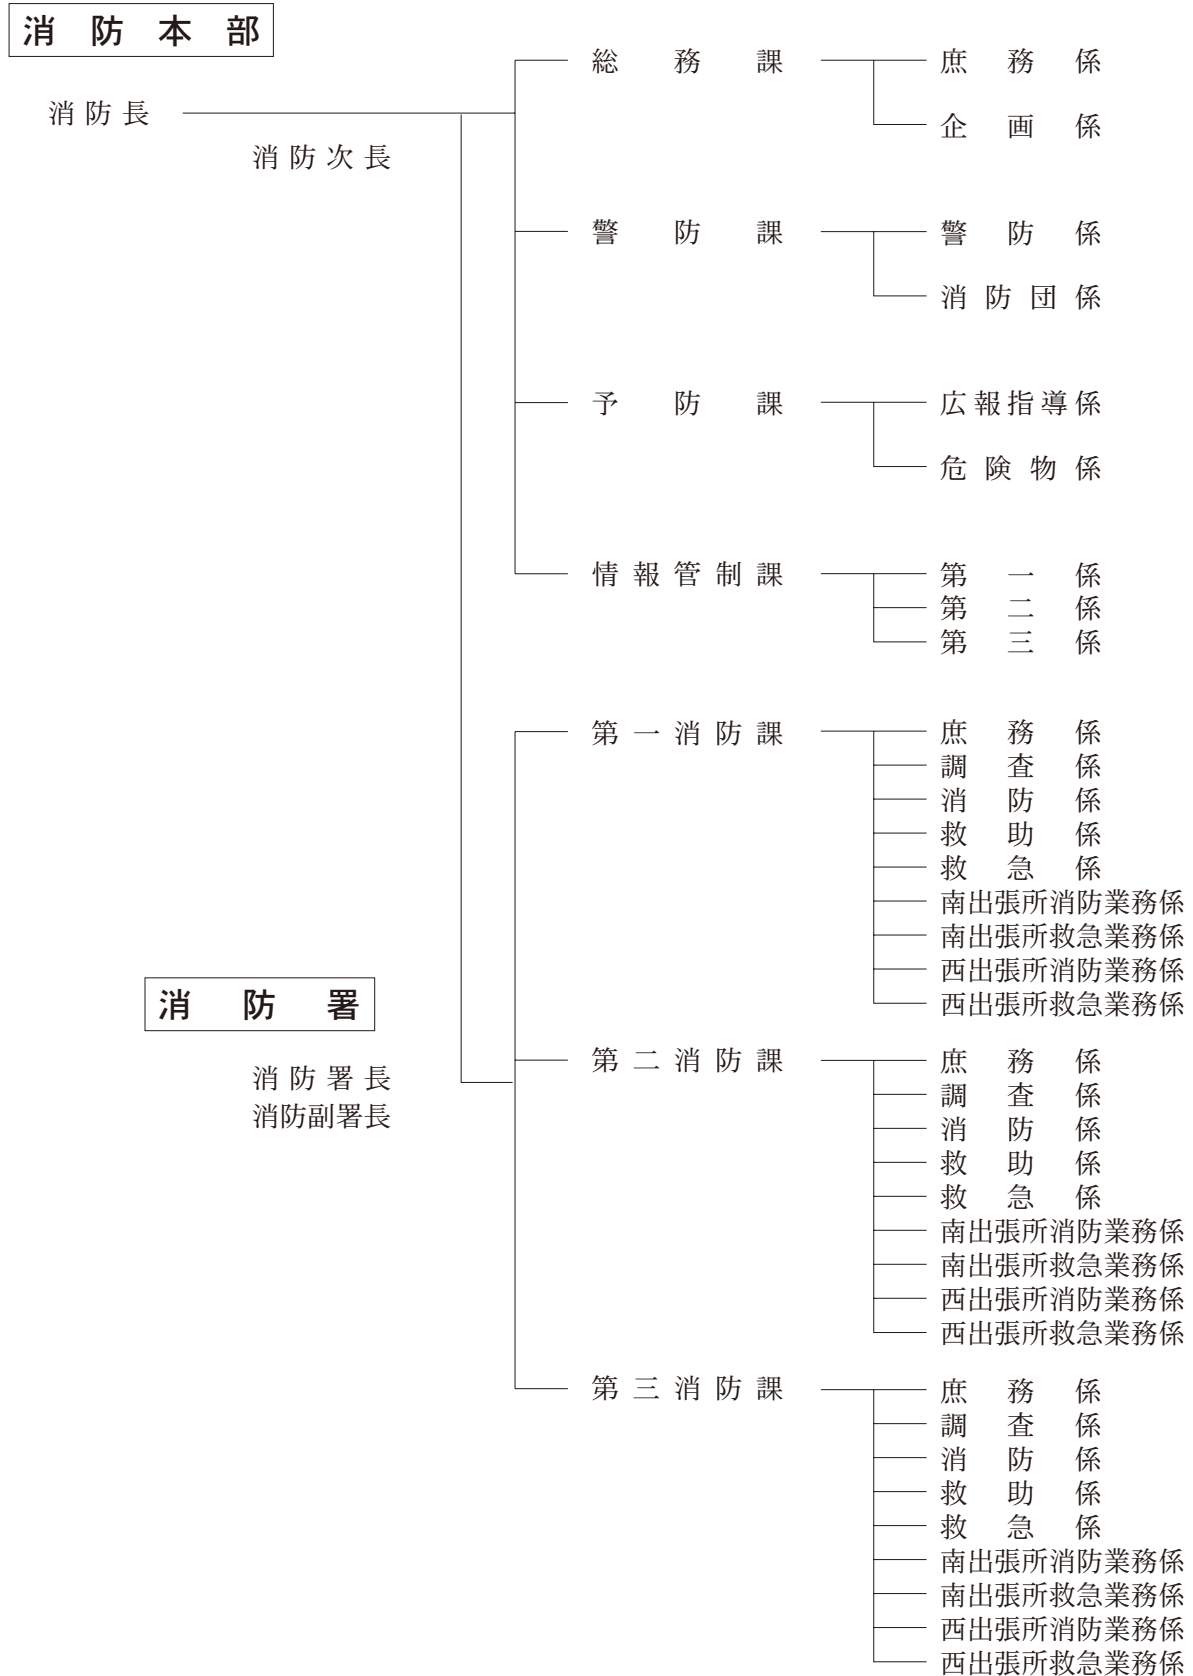 消防本部
消防長
消防次長
総務課
庶務係
企画係
警防課
警防係
消防団係
予防課
広報指導係
危険物係
情報管制課
第一係
第二係
第三係
第一消防課
庶務係
調査係
消防係
救助係
救急係
南出張所消防業務係
南出張所救急業務係
西出張所消防業務係
西出張所救急業務係
消防署
消防署長
消防副署長
第二消防課
庶務係
調査係
消防係
救助係
救急係
南出張所消防業務係
南出張所救急業務係
西出張所消防業務係
西出張所救急業務係
第三消防課
庶務係
調査係
消防係
救助係
救急係
南出張所消防業務係
南出張所救急業務係
西出張所消防業務係
西出張所救急業務係